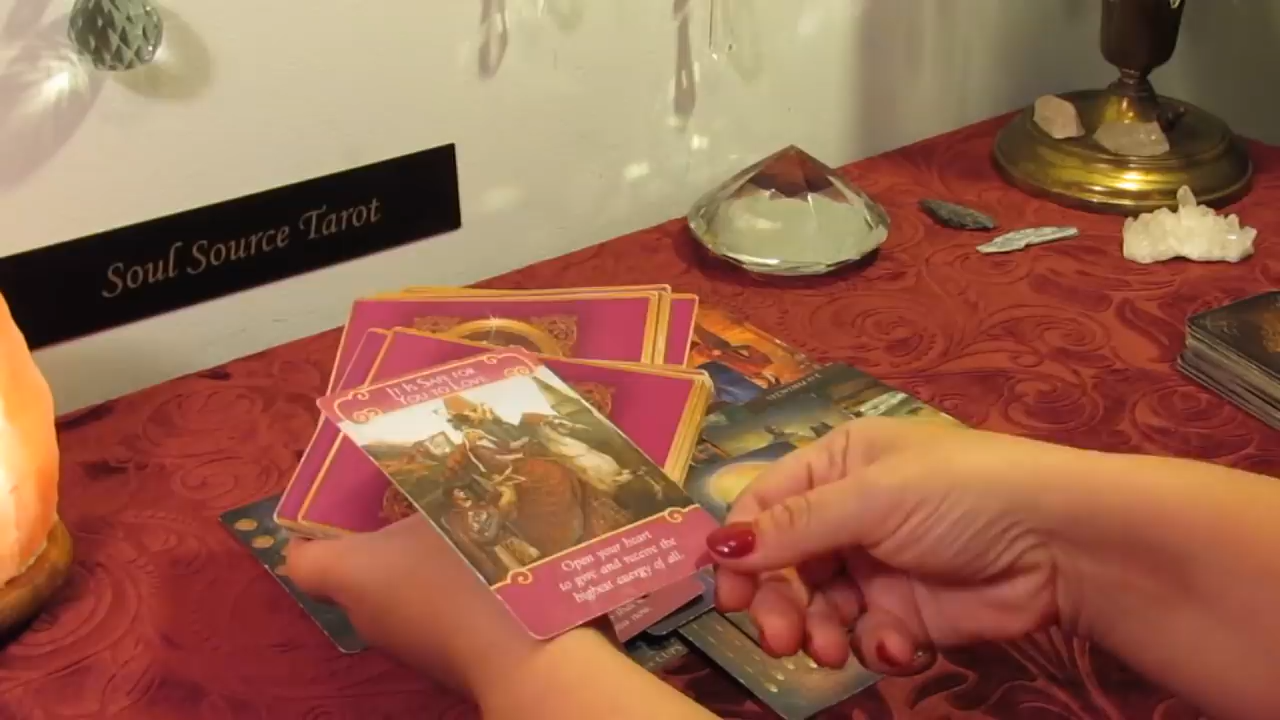 Soul Source Tarot
IT IS SAFE FOR
YOU TO LOVE
Open your heart
to give and receive the
highest energy of all.